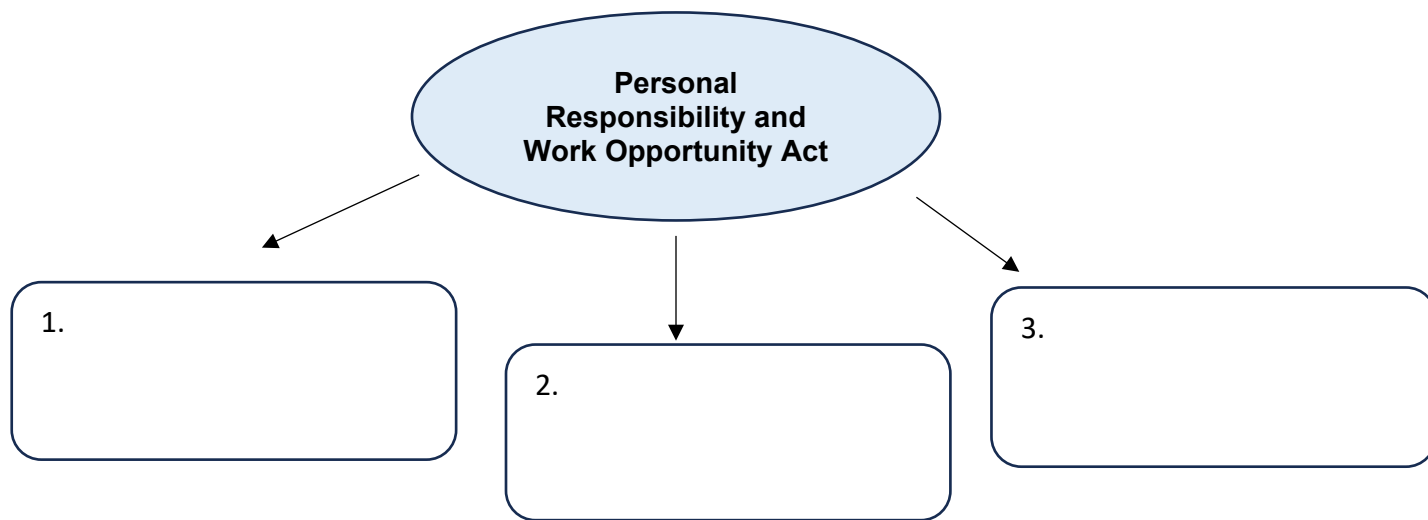 Personal
Responsibility and
Work Opportunity Act
1.
2.
3.